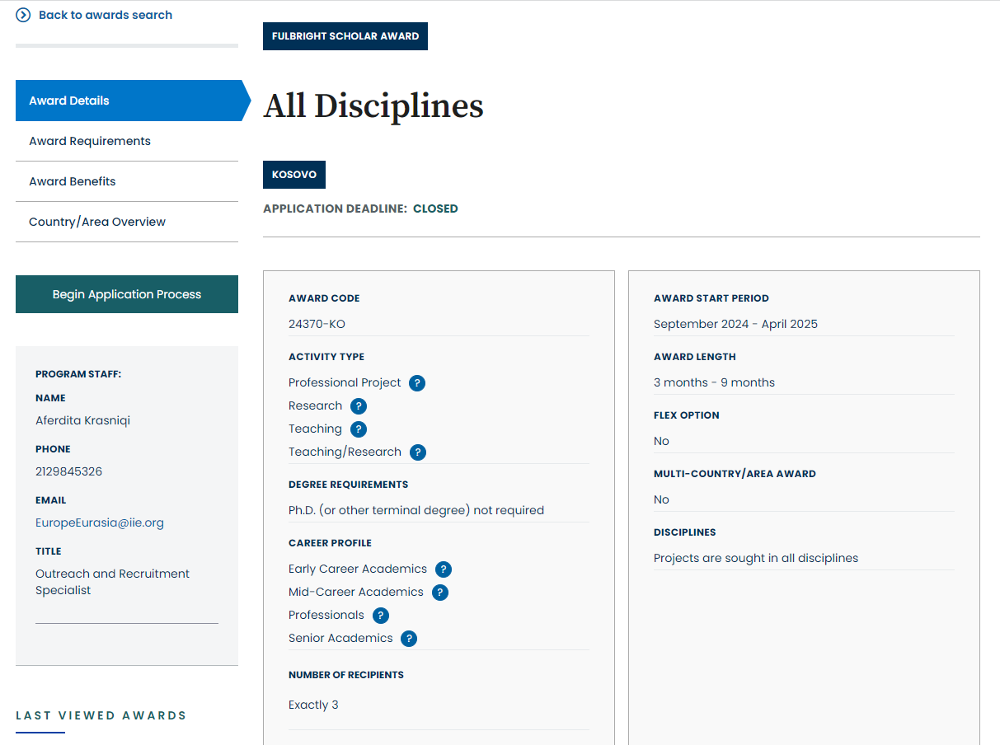 Back to awards search
Award Details
Award Requirements
Award Benefits
Country/Area Overview
Begin Application Process
PROGRAM STAFF:
NAME
Aferdita Krasniqi
PHONE
2129845326
EMAIL
EuropeEurasia@iie.org
TITLE
Outreach and Recruitment
Specialist
LAST VIEWED AWARDS
FULBRIGHT SCHOLAR AWARD
All Disciplines
KOSOVO
APPLICATION DEADLINE: CLOSED
AWARD CODE
24370-KO
ACTIVITY TYPE
Professional Project ?
Research ?
Teaching ?
Teaching/Research ?
DEGREE REQUIREMENTS
Ph.D. (or other terminal degree) not required
CAREER PROFILE
Early Career Academics ?
Mid-Career Academics ?
Professionals ?
Senior Academics ?
NUMBER OF RECIPIENTS
Exactly 3
AWARD START PERIOD
September 2024 - April 2025
AWARD LENGTH
3 months - 9 months
FLEX OPTION
No
MULTI-COUNTRY/AREA AWARD
No
DISCIPLINES
Projects are sought in all disciplines